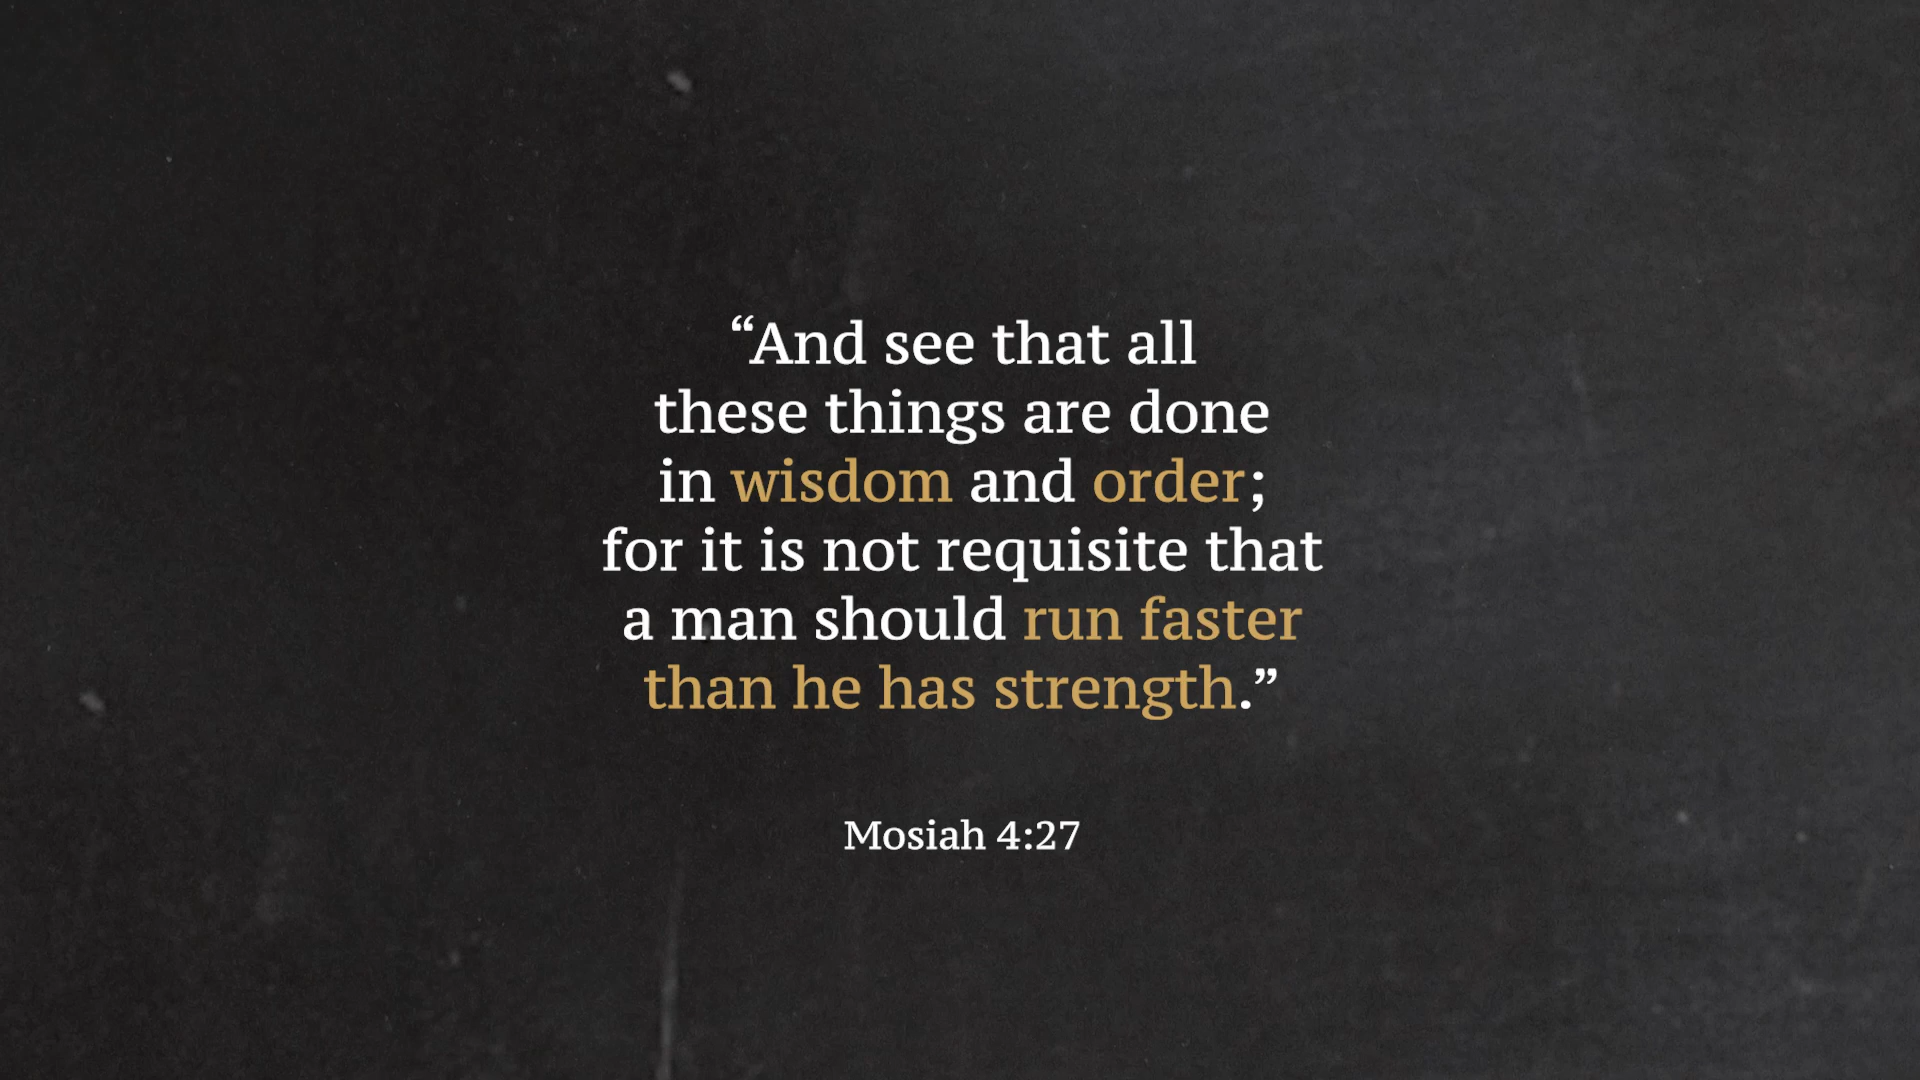 “And see that all
these things are done
in wisdom and order;
for it is not requisite that
a man should run faster
than he has strength.”
Mosiah 4:27